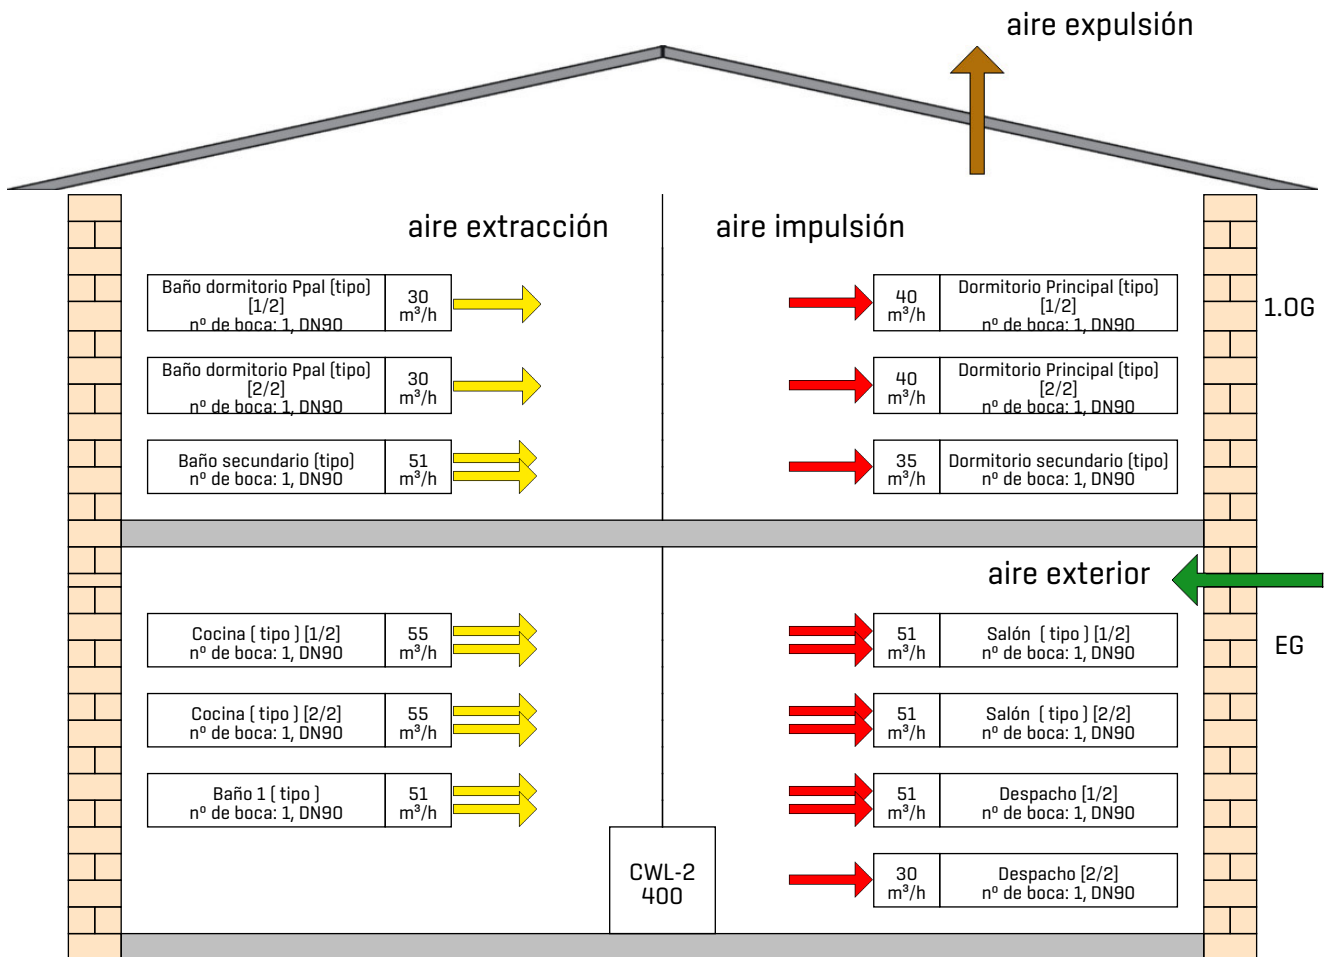 aire expulsión
aire extracción
aire impulsión
Baño dormitorio Ppal (tipo)
[1/2]
nº de boca: 1, DN90
30
m³/h
40
m³/h
Dormitorio Principal (tipo)
[1/2]
nº de boca: 1, DN90
1.OG
Baño dormitorio Ppal (tipo)
[2/2]
nº de boca: 1, DN90
30
m³/h
40
m³/h
Dormitorio Principal (tipo)
[2/2]
nº de boca: 1, DN90
Baño secundario (tipo)
nº de boca: 1, DN90
51
m³/h
35
m³/h
Dormitorio secundario (tipo)
nº de boca: 1, DN90
aire exterior
Cocina ( tipo ) [1/2]
nº de boca: 1, DN90
55
m³/h
51
m³/h
Salón ( tipo ) [1/2]
nº de boca: 1, DN90
EG
Cocina ( tipo ) [2/2]
nº de boca: 1, DN90
55
m³/h
51
m³/h
Salón ( tipo ) [2/2]
nº de boca: 1, DN90
Baño 1 ( tipo )
nº de boca: 1, DN90
51
m³/h
51
m³/h
Despacho [1/2]
nº de boca: 1, DN90
CWL-2
400
30
m³/h
Despacho [2/2]
nº de boca: 1, DN90